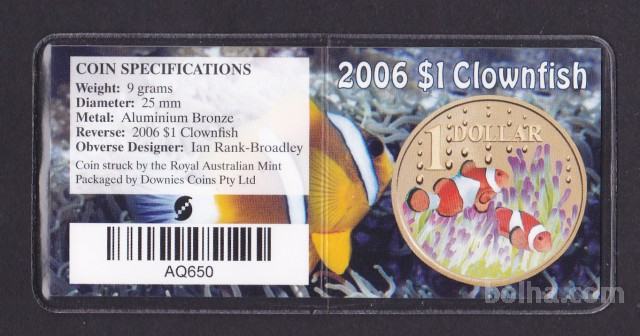 COIN SPECIFICATIONS
Weight: 9 grams
Diameter: 25 mm
Metal: Aluminium Bronze
Reverse: 2006 $1 Clownfish
Obverse Designer: Ian Rank-Broadley
Coin struck by the Royal Australian Mint
Packaged by Downies Coins Pty Ltd
AQ650
2006 $1 Clownfish
1 DOLLAR
bolha.com